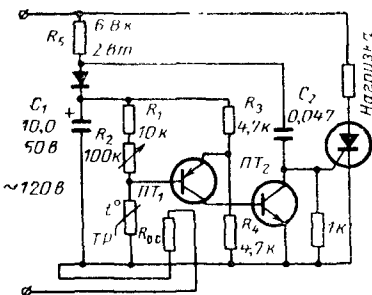 R5
6.8к
2Вт
C1
10,0
50В
R1
10к
R2
100к
R3
4,7к
C2
0,047
Нагрузка
~120В
ПТ1
ПТ2
t°
ТР
Rос
R4
4,7к
1к